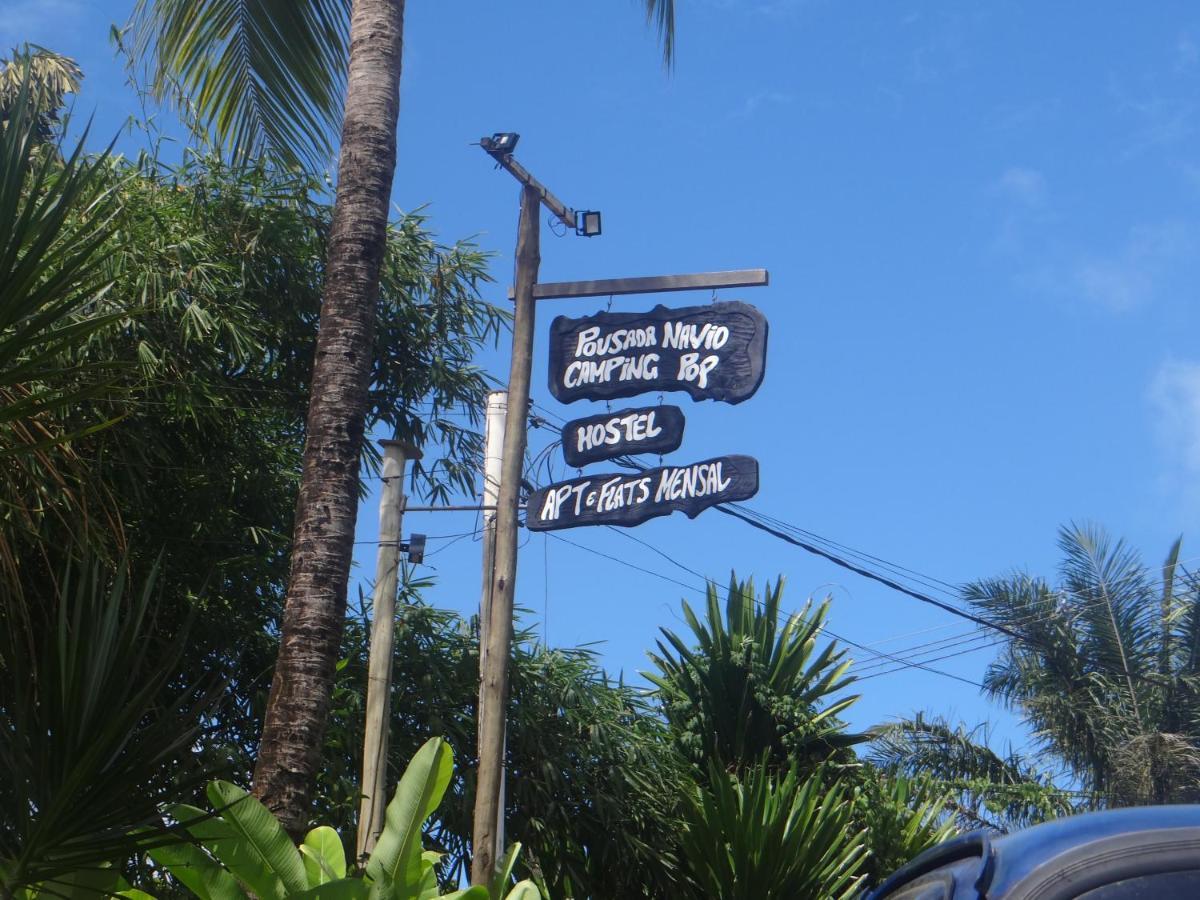 POUSADA NAVIO
CAMPING POP
HOSTEL
APT E FLATS MENSAL